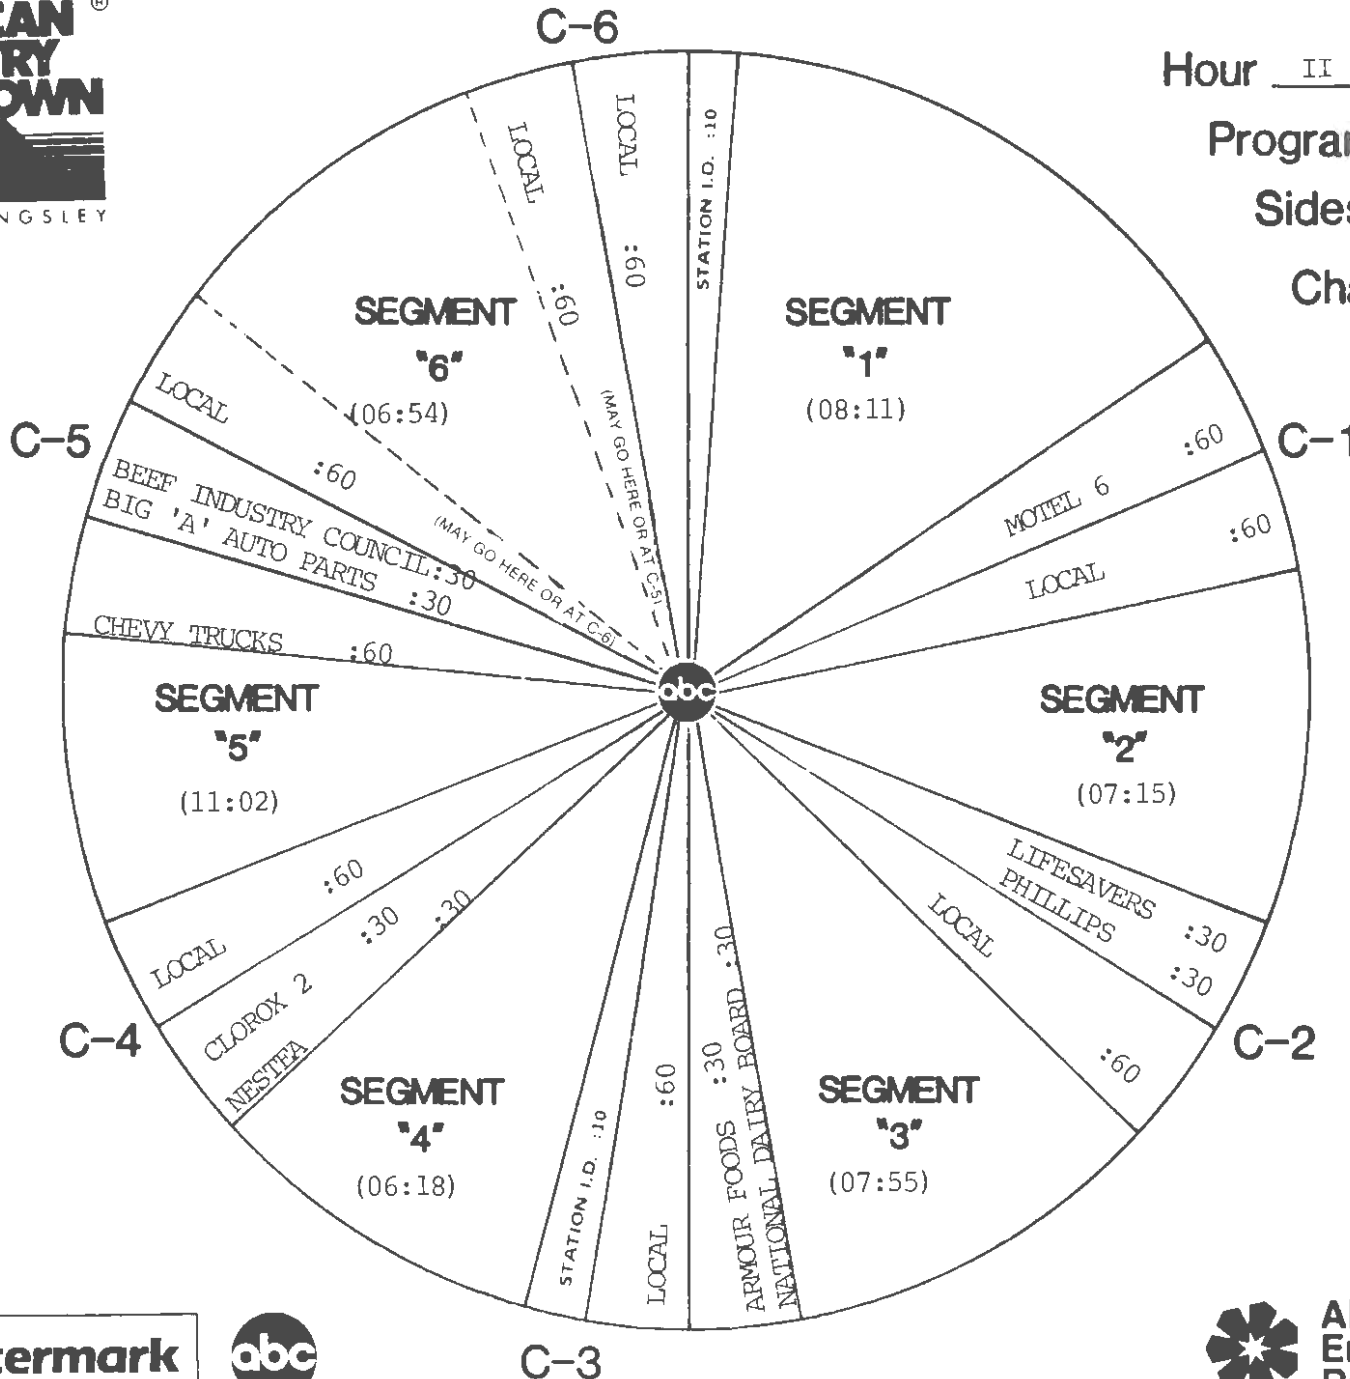 OWN
NGSLEY
C-6
Hour II
LOCAL :60
LOCAL :60
(MAY GO HERE OR AT C-5)
STATION I.D. :10
SEGMENT
"1"
(08:11)
MOTEL 6 :60
C-1
LOCAL :60
SEGMENT
"2"
(07:15)
LIFESAVERS :30
PHILLIPS :30
C-2
LOCAL :60
SEGMENT
"3"
(07:55)
NATIONAL DAIRY BOARD :30
ARMOUR FOODS :30
C-3
LOCAL :60
STATION I.D. :10
SEGMENT
"4"
(06:18)
NESTEA :30
CLOROX 2 :30
C-4
LOCAL :60
SEGMENT
"5"
(11:02)
CHEVY TRUCKS :60
BIG 'A' AUTO PARTS :30
BEEF INDUSTRY COUNCIL :30
C-5
LOCAL :60
(MAY GO HERE OR AT C-6)
SEGMENT
"6"
(06:54)
abc
termark
abc